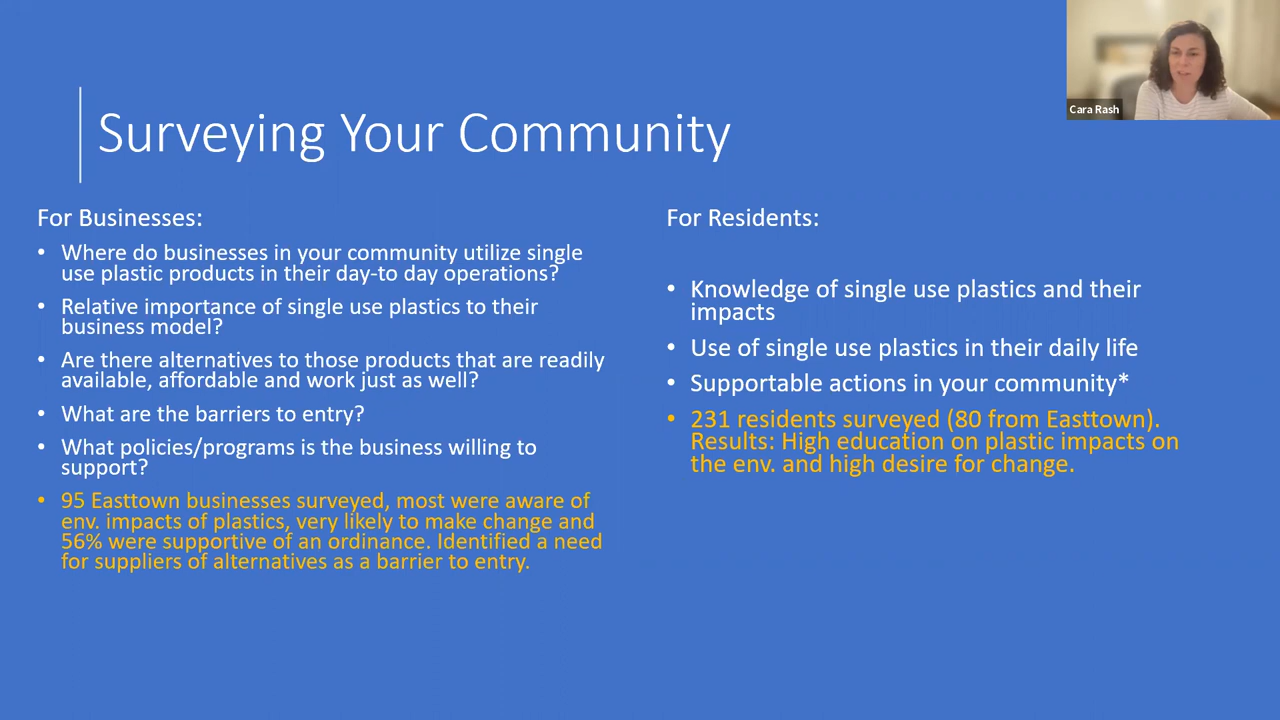 Cara Rash
Surveying Your Community
For Businesses:
• Where do businesses in your community utilize single
use plastic products in their day-to day operations?
• Relative importance of single use plastics to their
business model?
• Are there alternatives to those products that are readily
available, affordable and work just as well?
• What are the barriers to entry?
• What policies/programs is the business willing to
support?
• 95 Easttown businesses surveyed, most were aware of
env. impacts of plastics, very likely to make change and
56% were supportive of an ordinance. Identified a need
for suppliers of alternatives as a barrier to entry.
For Residents:
• Knowledge of single use plastics and their
impacts
• Use of single use plastics in their daily life
• Supportable actions in your community*
• 231 residents surveyed (80 from Easttown).
Results: High education on plastic impacts on
the env. and high desire for change.